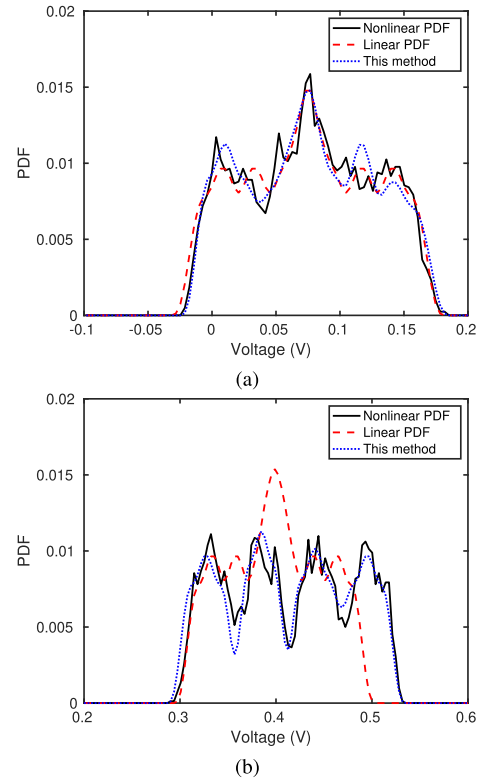 0.02
Nonlinear PDF
Linear PDF
This method
0.015
0.01
0.005
0
PDF
-0.1 -0.05 0 0.05 0.1 0.15 0.2
Voltage (V)
(a)
0.02
Nonlinear PDF
Linear PDF
This method
0.015
0.01
0.005
0
PDF
0.2 0.3 0.4 0.5 0.6
Voltage (V)
(b)